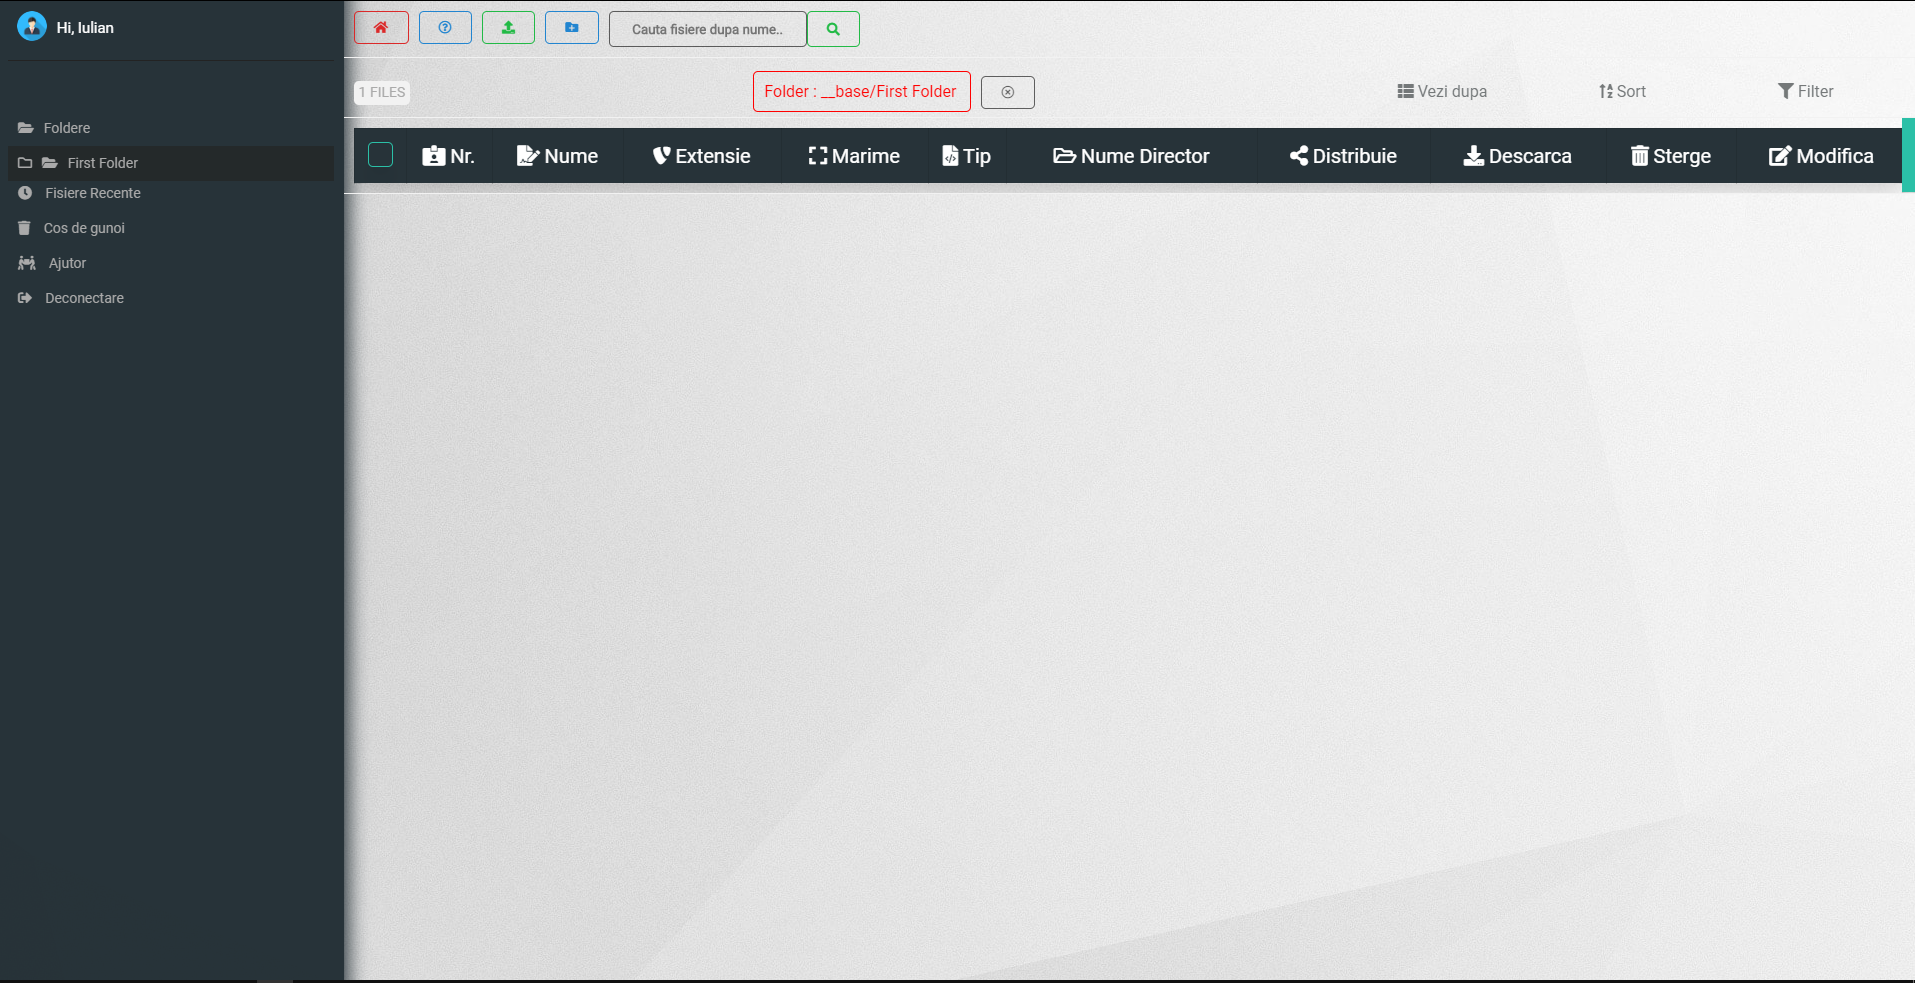 Hi, Iulian
Cauta fisiere dupa nume..
1 FILES
Folder : __base/First Folder
Vezi dupa
Sort
Filter
Foldere
First Folder
Fisiere Recente
Cos de gunoi
Ajutor
Deconectare
Nr. Nume Extensie Marime Tip Nume Director Distribuie Descarca Sterge Modifica